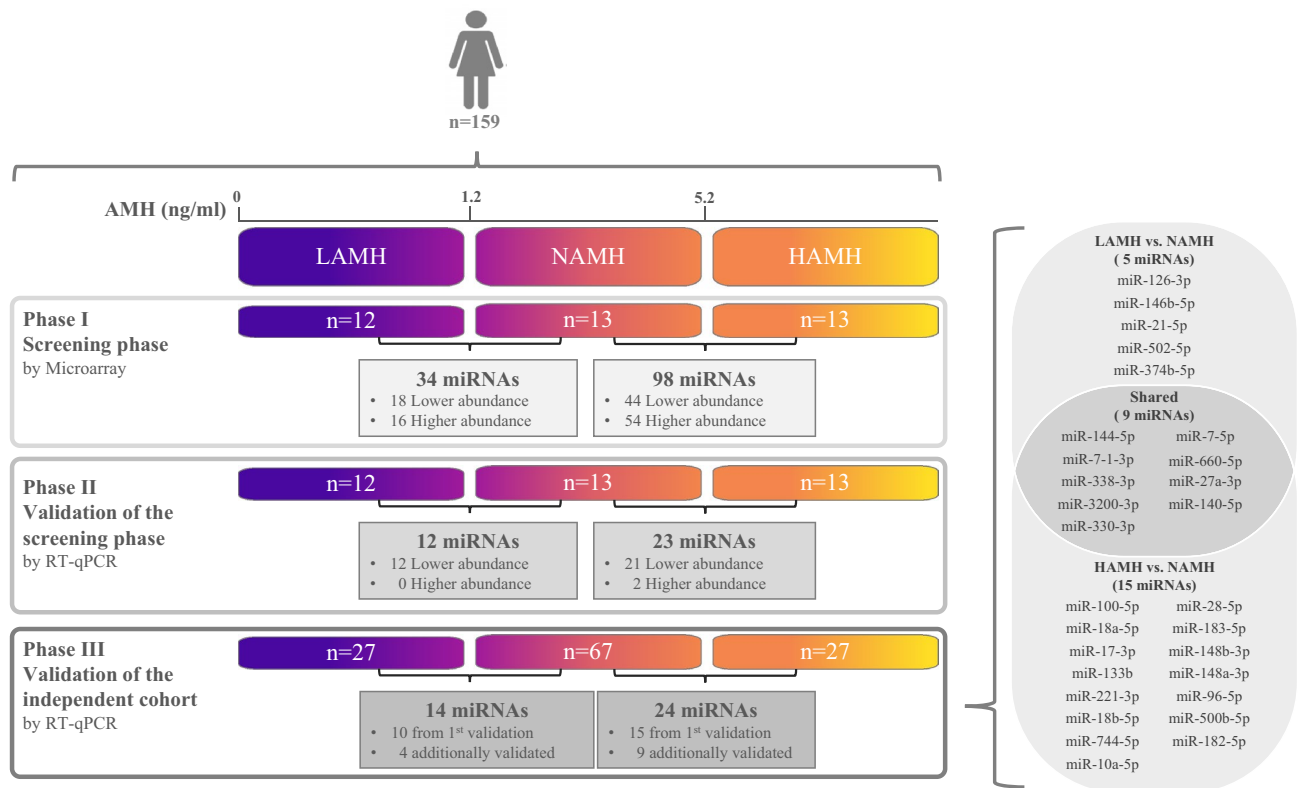 n=159
AMH (ng/ml)
0
1.2
5.2
LAMH
NAMH
HAMH
Phase I
Screening phase
by Microarray
n=12
n=13
n=13
34 miRNAs
• 18 Lower abundance
• 16 Higher abundance
98 miRNAs
• 44 Lower abundance
• 54 Higher abundance
Phase II
Validation of the
screening phase
by RT-qPCR
n=12
n=13
n=13
12 miRNAs
• 12 Lower abundance
• 0 Higher abundance
23 miRNAs
• 21 Lower abundance
• 2 Higher abundance
Phase III
Validation of the
independent cohort
by RT-qPCR
n=27
n=67
n=27
14 miRNAs
• 10 from 1st validation
• 4 additionally validated
24 miRNAs
• 15 from 1st validation
• 9 additionally validated
LAMH vs. NAMH
( 5 miRNAs)
miR-126-3p
miR-146b-5p
miR-21-5p
miR-502-5p
miR-374b-5p
Shared
( 9 miRNAs)
miR-144-5p
miR-7-1-3p
miR-338-3p
miR-3200-3p
miR-330-3p
miR-7-5p
miR-660-5p
miR-27a-3p
miR-140-5p
HAMH vs. NAMH
(15 miRNAs)
miR-100-5p
miR-18a-5p
miR-17-3p
miR-133b
miR-221-3p
miR-18b-5p
miR-744-5p
miR-10a-5p
miR-28-5p
miR-183-5p
miR-148b-3p
miR-148a-3p
miR-96-5p
miR-500b-5p
miR-182-5p